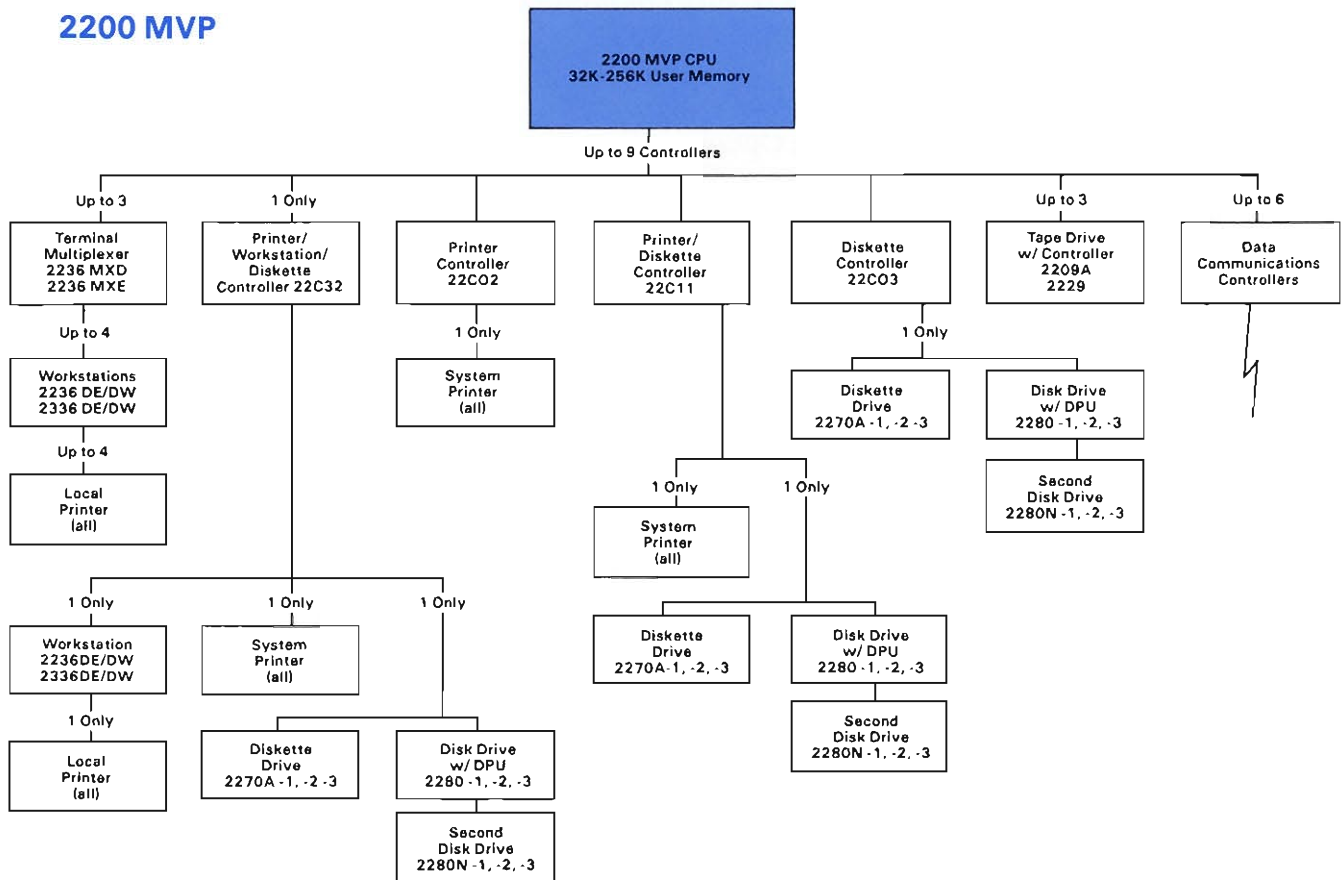 2200 MVP
2200 MVP CPU
32K-256K User Memory
Up to 9 Controllers
Up to 3
Terminal
Multiplexer
2236 MXD
2236 MXE
Up to 4
Workstations
2236 DE/DW
2336 DE/DW
Up to 4
Local
Printer
(all)
1 Only
Printer/
Workstation/
Diskette
Controller 22C32
1 Only
Workstation
2236DE/DW
2336DE/DW
1 Only
Local
Printer
(all)
1 Only
System
Printer
(all)
1 Only
Diskette
Drive
2270A -1, -2 -3
Disk Drive
w/ DPU
2280 -1, -2, -3
Second
Disk Drive
2280N -1, -2, -3
Printer
Controller
22CO2
1 Only
System
Printer
(all)
Printer/
Diskette
Controller
22C11
1 Only
System
Printer
(all)
1 Only
Diskette
Drive
2270A-1, -2, -3
Disk Drive
w/ DPU
2280 -1, -2, -3
Second
Disk Drive
2280N -1, -2, -3
Diskette
Controller
22CO3
1 Only
Diskette
Drive
2270A -1, -2 -3
Disk Drive
w/ DPU
2280 -1, -2, -3
Second
Disk Drive
2280N -1, -2, -3
Up to 3
Tape Drive
w/ Controller
2209A
2229
Up to 6
Data
Communications
Controllers